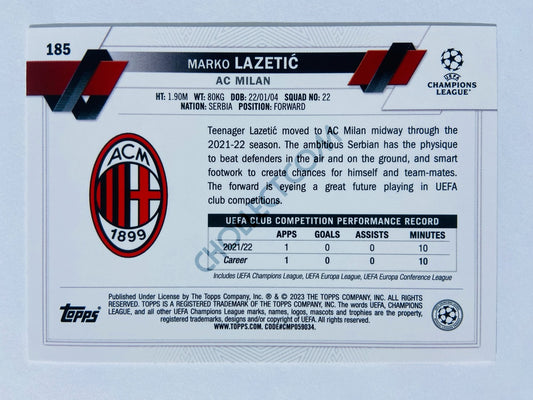 185
MARKO LAZETIĆ
AC MILAN
UEFA
CHAMPIONS
LEAGUE
HT: 1.90M WT: 80KG DOB: 22/01/04 SQUAD NO: 22
NATION: SERBIA POSITION: FORWARD
Teenager Lazetić moved to AC Milan midway through the
2021-22 season. The ambitious Serbian has the physique
to beat defenders in the air and on the ground, and smart
footwork to create chances for himself and team-mates.
The forward is eyeing a great future playing in UEFA
club competitions.
ACM
1899
UEFA CLUB COMPETITION PERFORMANCE RECORD
APPS GOALS ASSISTS MINUTES
2021/22 1 0 0 10
Career 1 0 0 10
Includes UEFA Champions League, UEFA Europa League, UEFA Europa Conference League
CHOLLECT.COM
Topps
Published Under License by The Topps Company, Inc. ® & © 2023 THE TOPPS COMPANY, INC. ALL RIGHTS
RESERVED. TOPPS IS A REGISTERED TRADEMARK OF THE TOPPS COMPANY, INC. The words UEFA, CHAMPIONS
LEAGUE, and all other UEFA Champions League marks, names, logos, mascots and trophies are the property,
registered trademarks, designs and/or copyright of UEFA. All rights reserved.
WWW.TOPPS.COM. CODE#CMP059034.